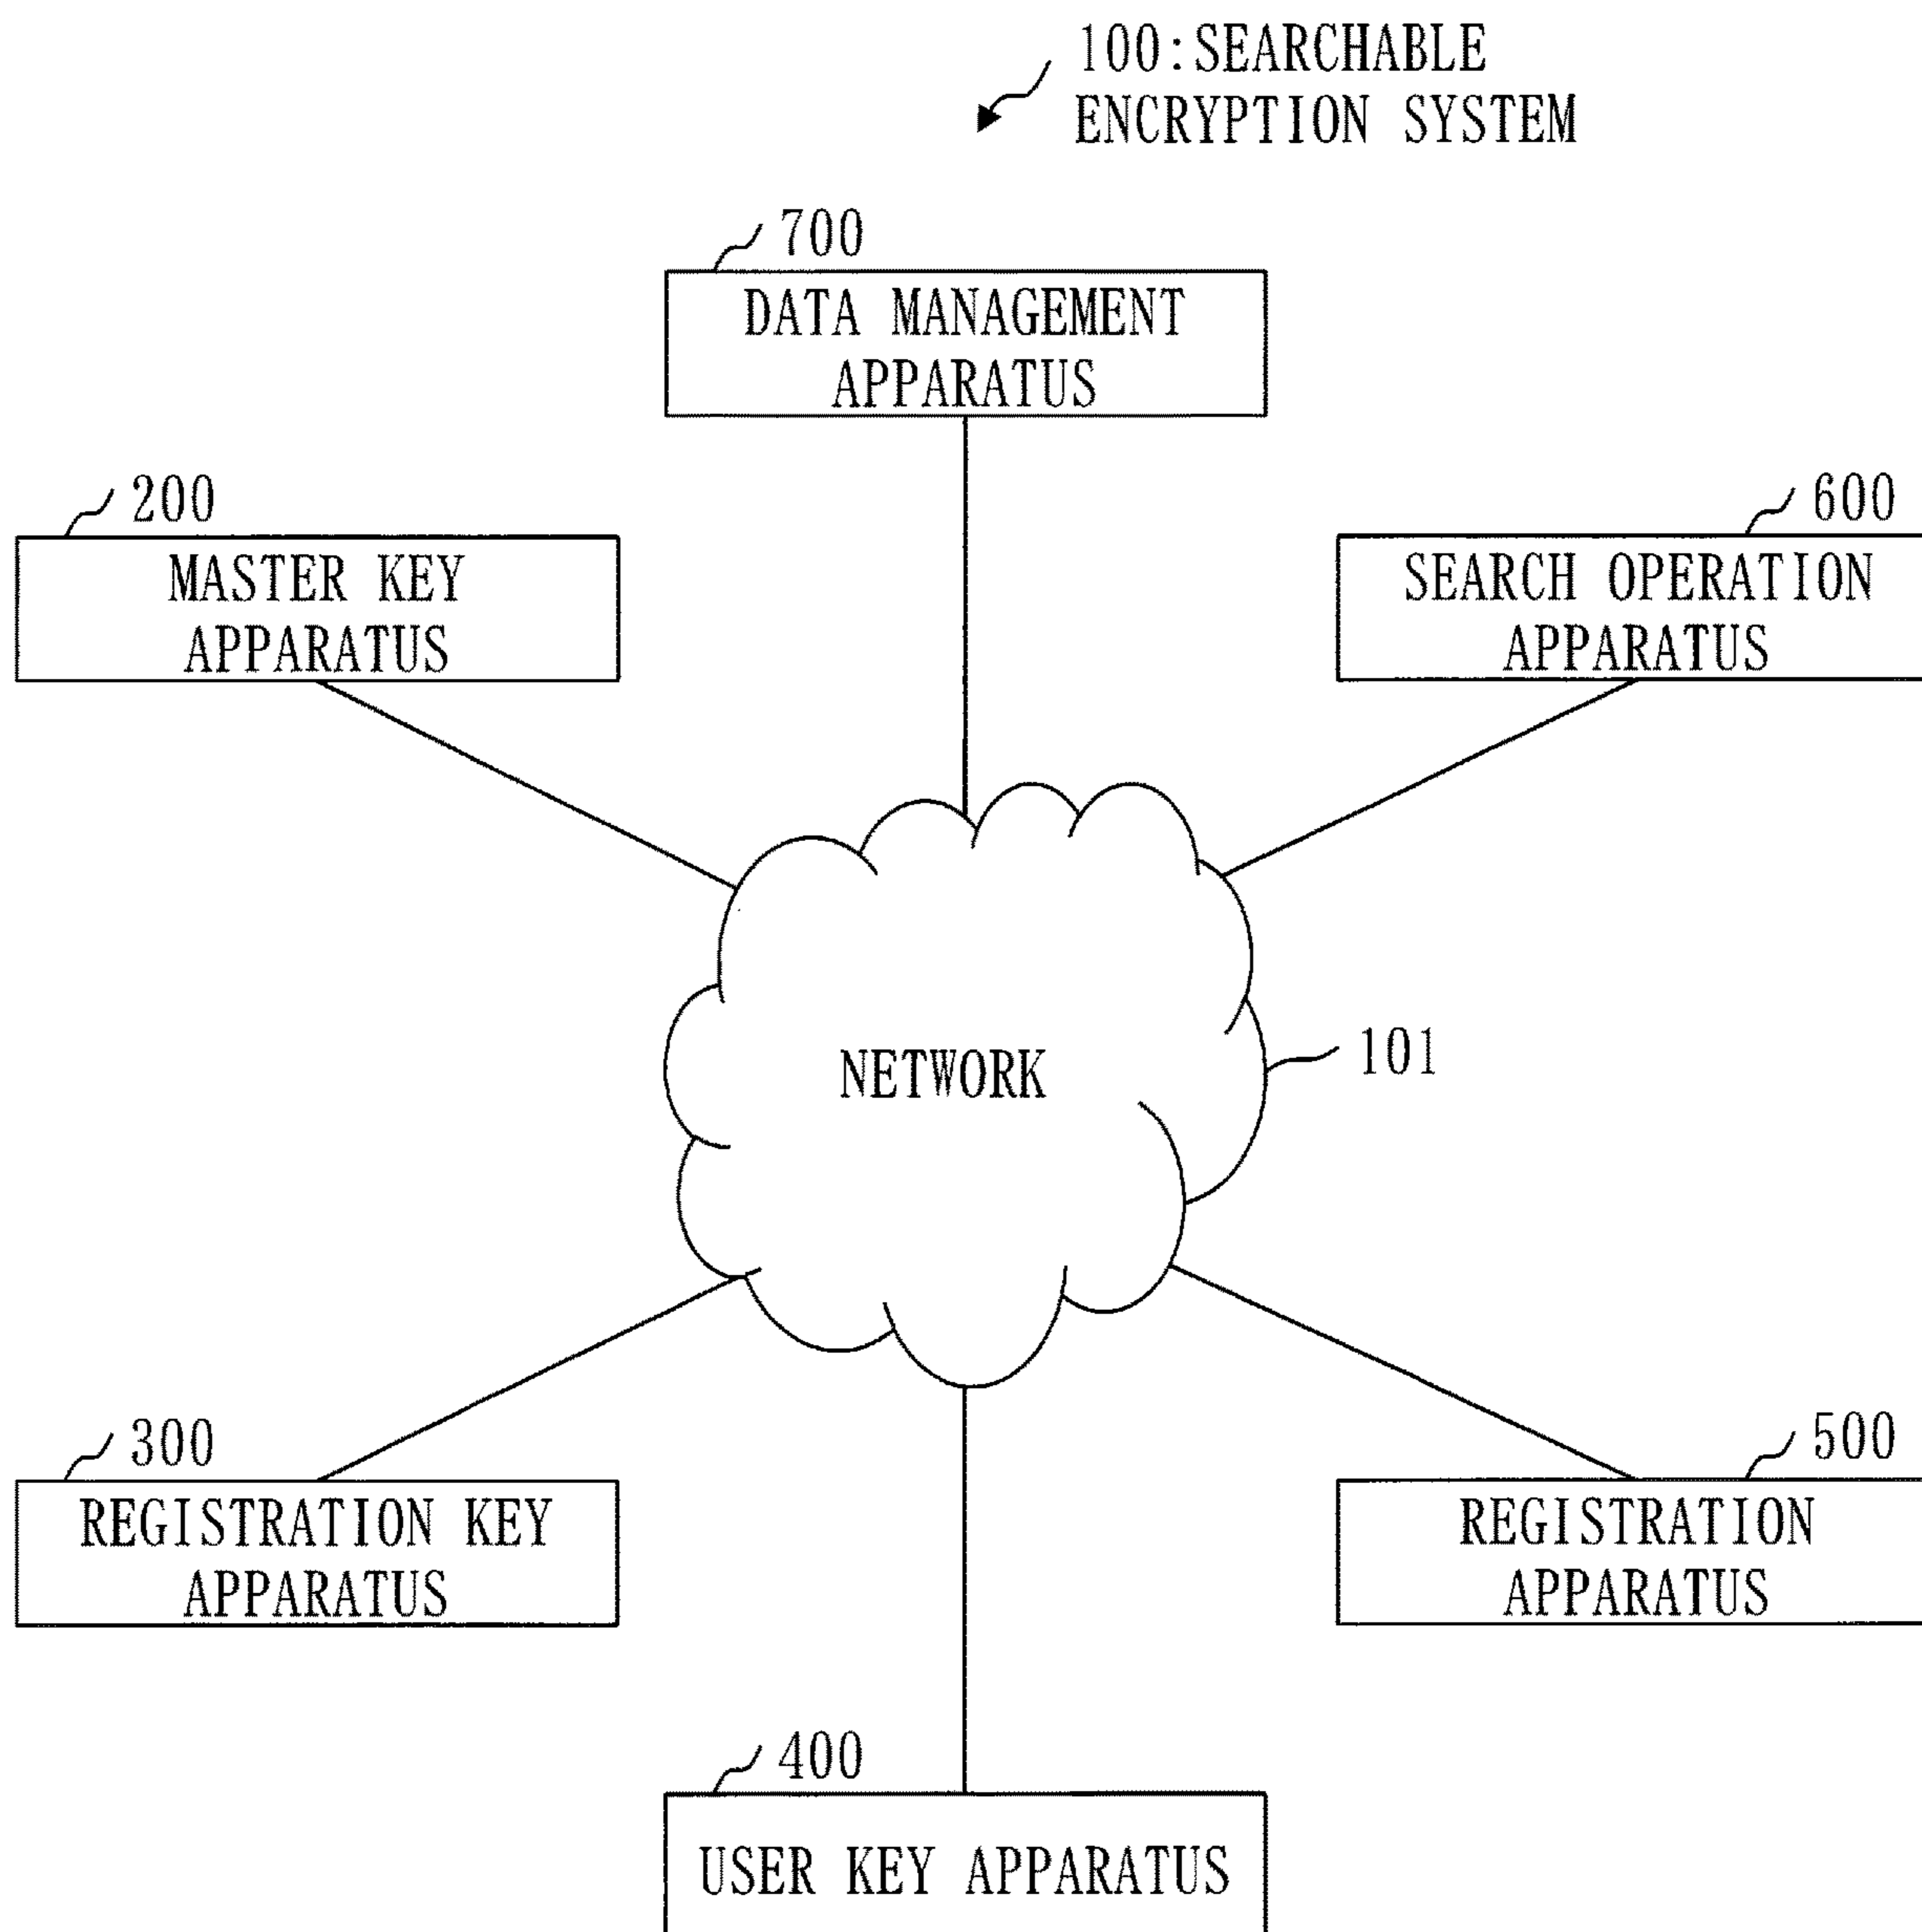 100:SEARCHABLE
ENCRYPTION SYSTEM
700
DATA MANAGEMENT
APPARATUS
200
MASTER KEY
APPARATUS
600
SEARCH OPERATION
APPARATUS
NETWORK
101
300
REGISTRATION KEY
APPARATUS
500
REGISTRATION
APPARATUS
400
USER KEY APPARATUS